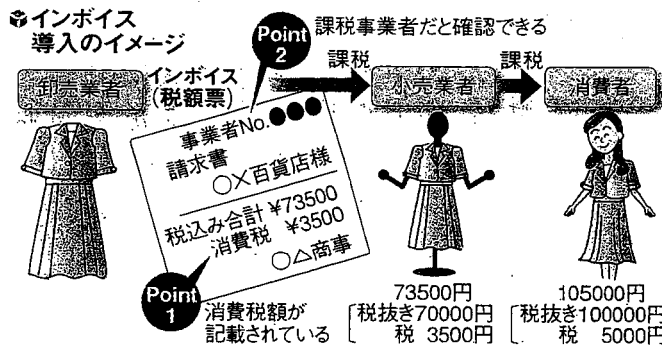 インボイス
導入のイメージ
卸売業者
インボイス
(税額票)
Point
2
課税事業者だと確認できる
課税
小売業者
課税
消費者
事業者No.●●●
請求書
○×百貨店様
税込み合計 ¥73500
消費税 ¥3500
○△商事
Point
1
消費税額が
記載されている
73500円
[税抜き70000円
税 3500円
105000円
[税抜き100000円
税 5000円